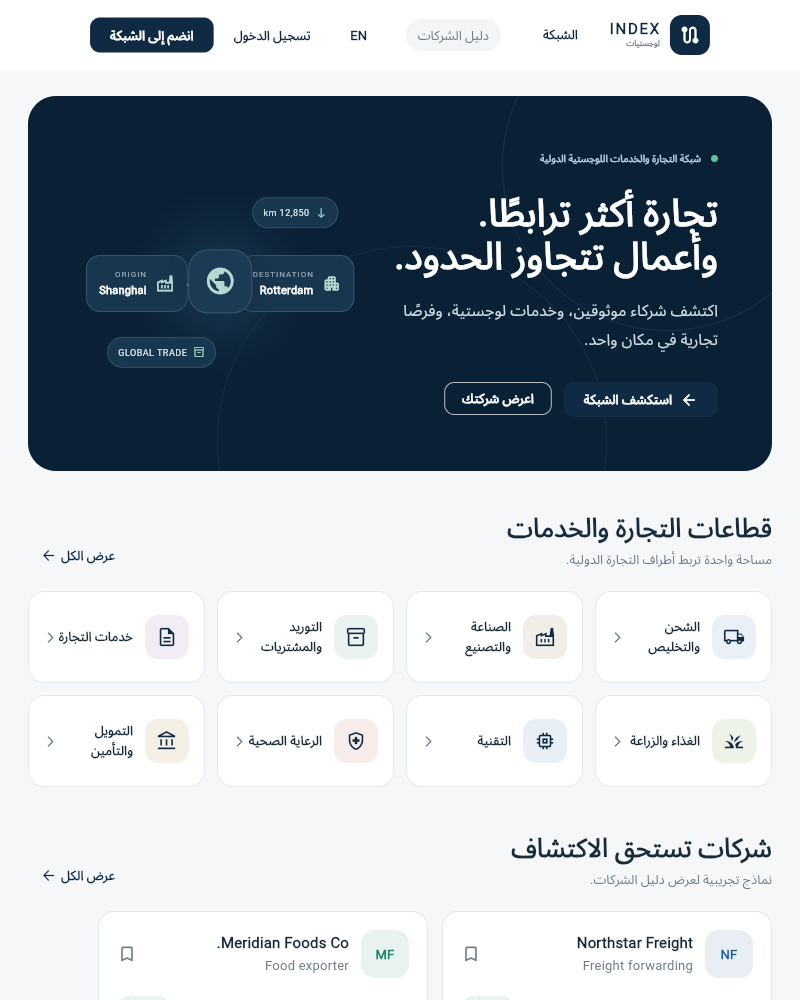 INDEX
لوجستيات
الشبكة
دليل الشركات
EN
تسجيل الدخول
انضم إلى الشبكة
شبكة التجارة والخدمات اللوجستية الدولية
تجارة أكثر ترابطًا.
وأعمال تتجاوز الحدود.
اكتشف شركاء موثوقين، وخدمات لوجستية، وفرصًا
تجارية في مكان واحد.
استكشف الشبكة
اعرض شركتك
km 12,850
ORIGIN
Shanghai
DESTINATION
Rotterdam
GLOBAL TRADE
قطاعات التجارة والخدمات
مساحة واحدة تربط أطراف التجارة الدولية.
عرض الكل
الشحن
والتخليص
الصناعة
والتصنيع
التوريد
والمشتريات
خدمات التجارة
الغذاء والزراعة
التقنية
الرعاية الصحية
التمويل
والتأمين
شركات تستحق الاكتشاف
نماذج تجريبية لعرض دليل الشركات.
عرض الكل
NF
Northstar Freight
Freight forwarding
MF
.Meridian Foods Co
Food exporter